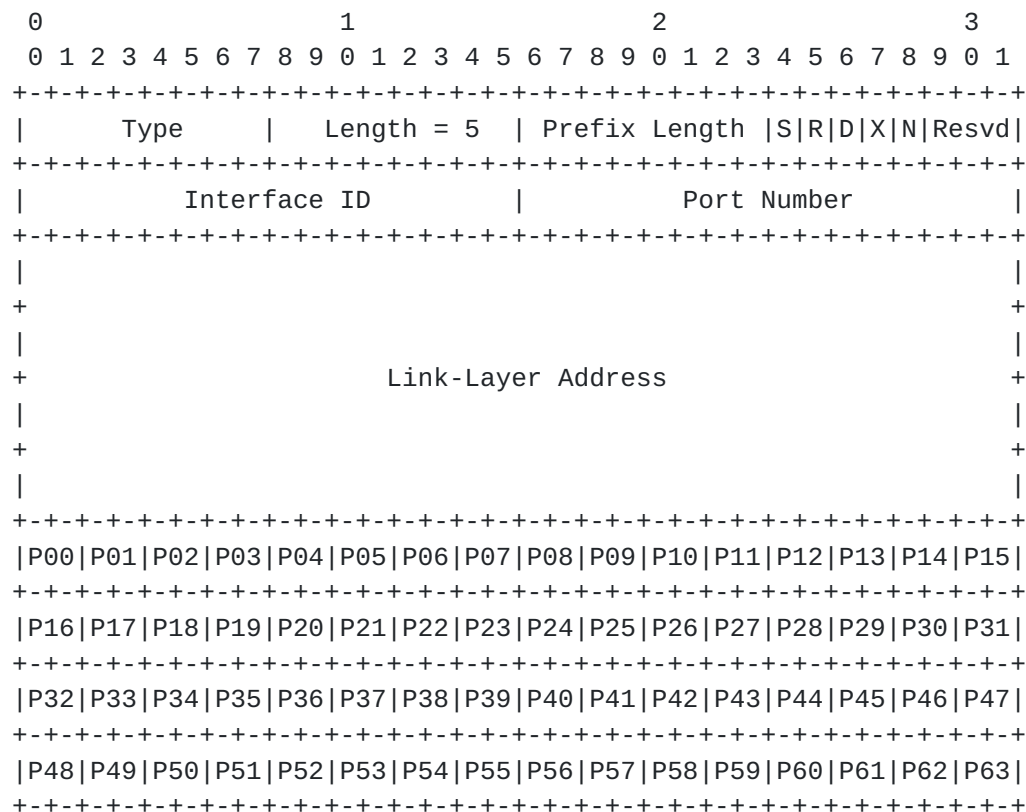 0                   1                   2                   3
 0 1 2 3 4 5 6 7 8 9 0 1 2 3 4 5 6 7 8 9 0 1 2 3 4 5 6 7 8 9 0 1
+-+-+-+-+-+-+-+-+-+-+-+-+-+-+-+-+-+-+-+-+-+-+-+-+-+-+-+-+-+-+-+-+
|      Type     |   Length = 5  | Prefix Length |S|R|D|X|N|Resvd|
+-+-+-+-+-+-+-+-+-+-+-+-+-+-+-+-+-+-+-+-+-+-+-+-+-+-+-+-+-+-+-+-+
|          Interface ID         |          Port Number          |
+-+-+-+-+-+-+-+-+-+-+-+-+-+-+-+-+-+-+-+-+-+-+-+-+-+-+-+-+-+-+-+-+
|                                                               |
+                                                               +
|                                                               |
+                       Link-Layer Address                      +
|                                                               |
+                                                               +
|                                                               |
+-+-+-+-+-+-+-+-+-+-+-+-+-+-+-+-+-+-+-+-+-+-+-+-+-+-+-+-+-+-+-+-+
|P00|P01|P02|P03|P04|P05|P06|P07|P08|P09|P10|P11|P12|P13|P14|P15|
+-+-+-+-+-+-+-+-+-+-+-+-+-+-+-+-+-+-+-+-+-+-+-+-+-+-+-+-+-+-+-+-+
|P16|P17|P18|P19|P20|P21|P22|P23|P24|P25|P26|P27|P28|P29|P30|P31|
+-+-+-+-+-+-+-+-+-+-+-+-+-+-+-+-+-+-+-+-+-+-+-+-+-+-+-+-+-+-+-+-+
|P32|P33|P34|P35|P36|P37|P38|P39|P40|P41|P42|P43|P44|P45|P46|P47|
+-+-+-+-+-+-+-+-+-+-+-+-+-+-+-+-+-+-+-+-+-+-+-+-+-+-+-+-+-+-+-+-+
|P48|P49|P50|P51|P52|P53|P54|P55|P56|P57|P58|P59|P60|P61|P62|P63|
+-+-+-+-+-+-+-+-+-+-+-+-+-+-+-+-+-+-+-+-+-+-+-+-+-+-+-+-+-+-+-+-+